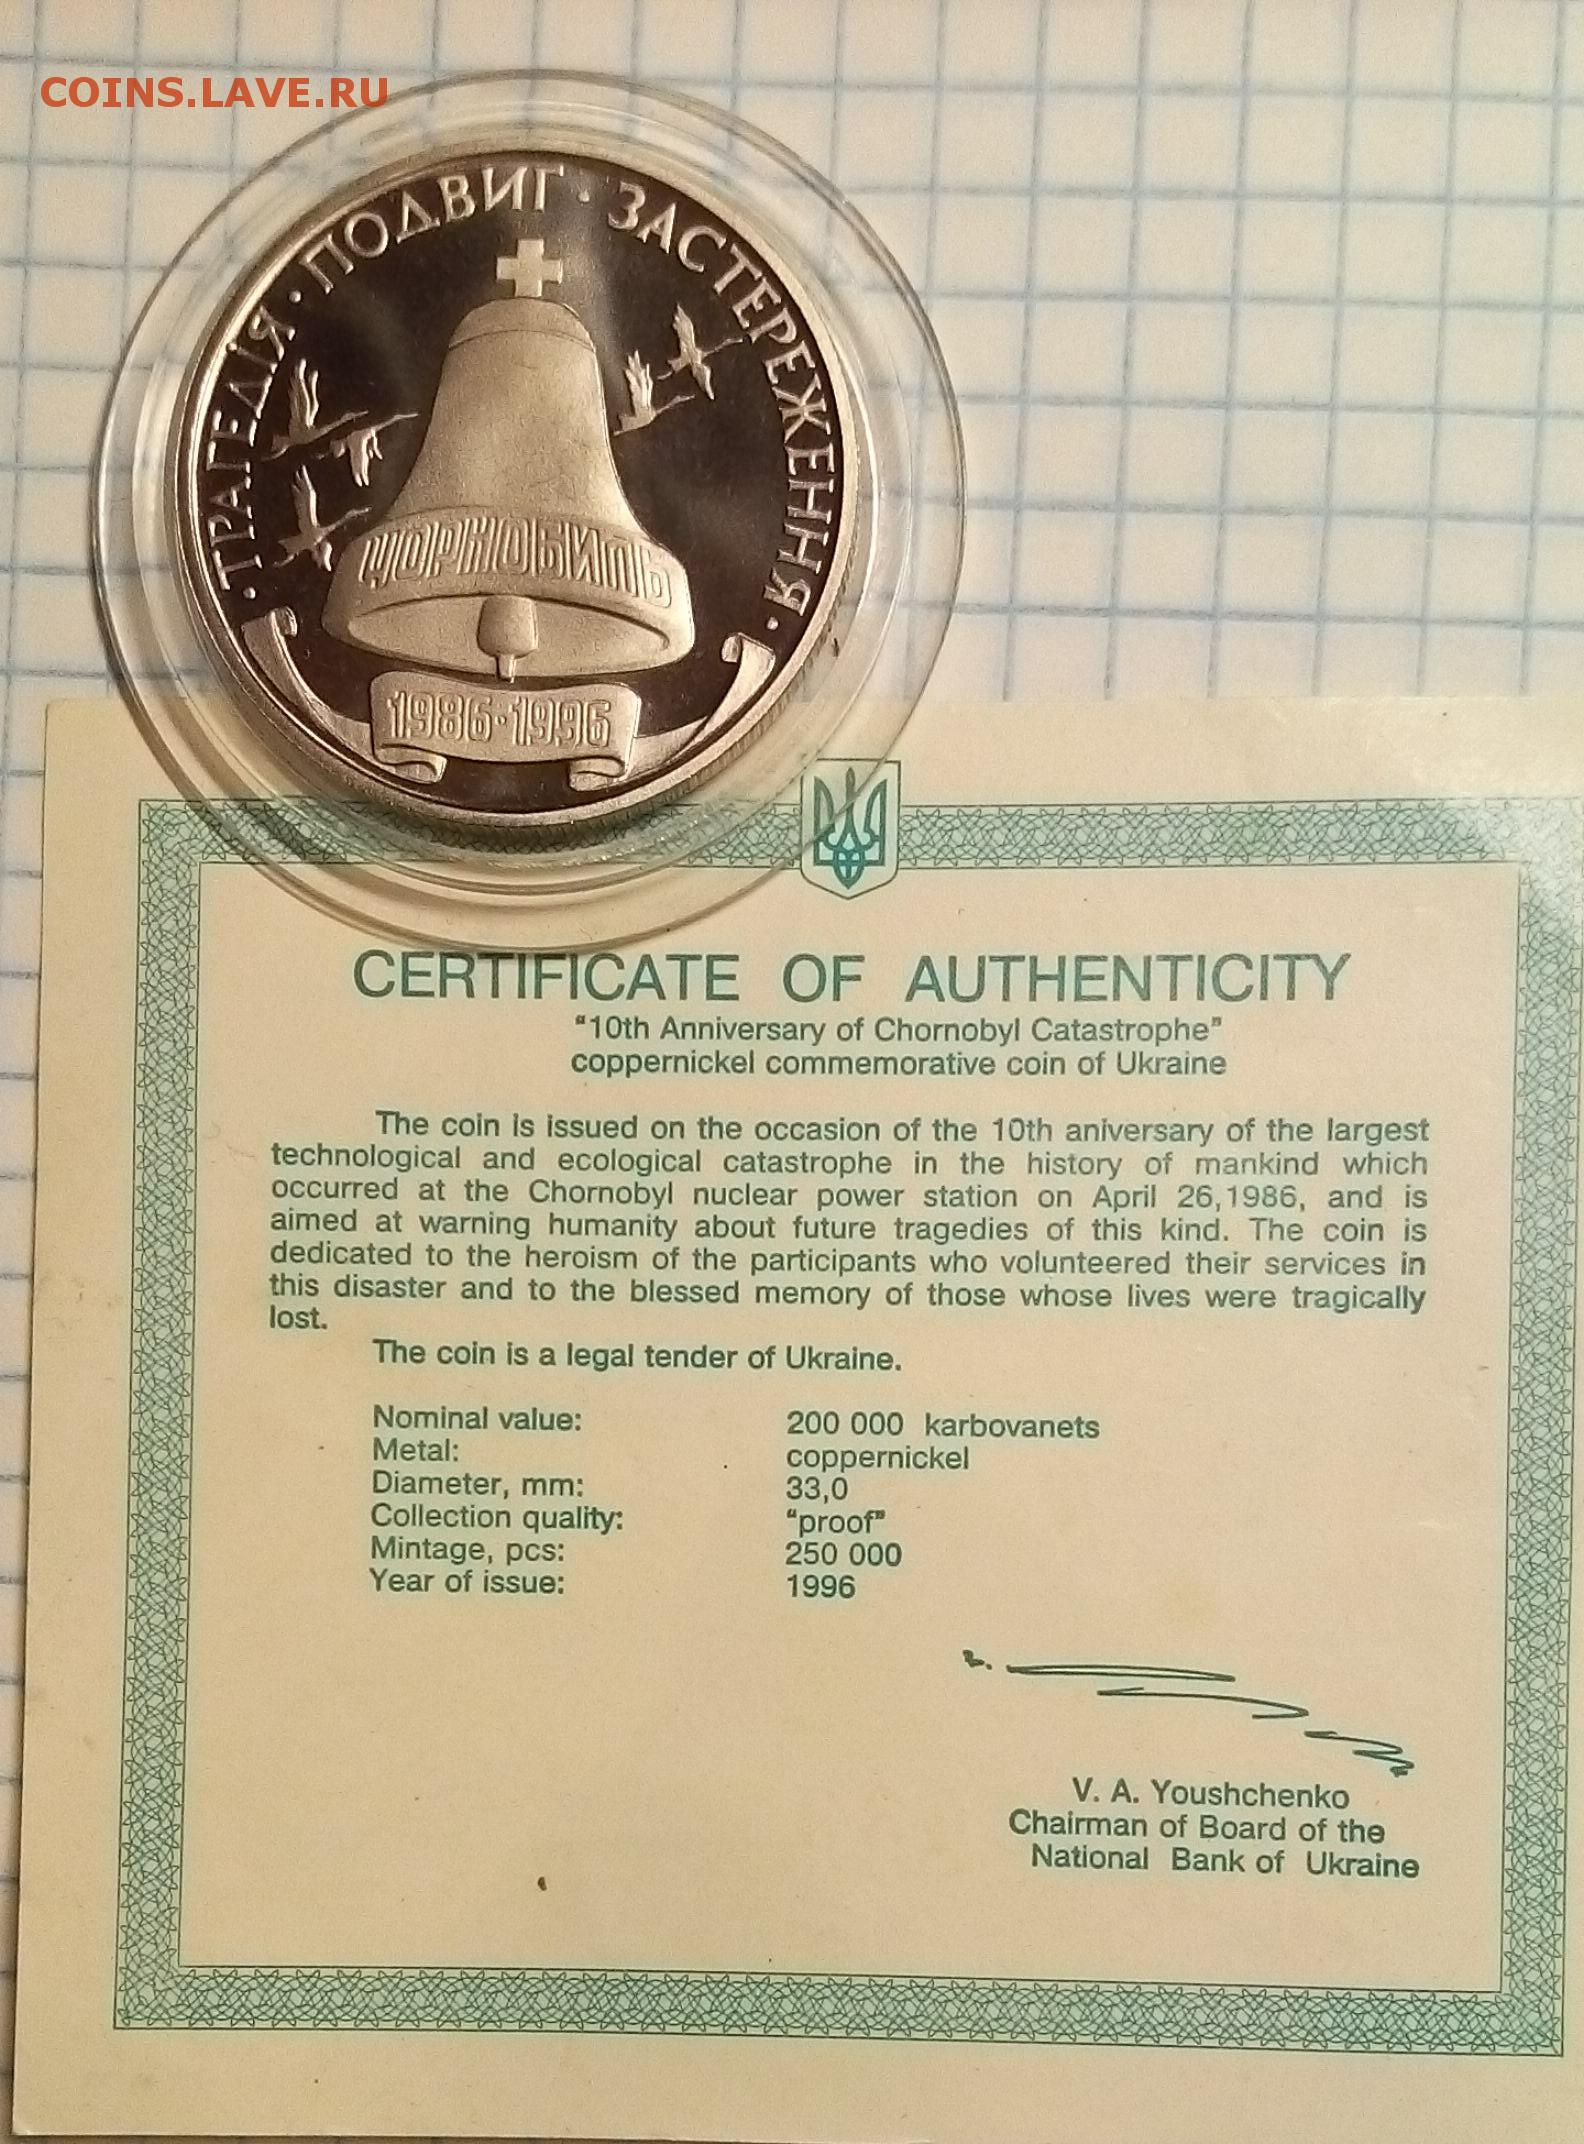 COINS.LAVE.RU
· ТРАГЕДІЯ · ПОДВИГ · ЗАСТЕРЕЖЕННЯ ·
ЧОРНОБИЛЬ
1986·1996
CERTIFICATE OF AUTHENTICITY
"10th Anniversary of Chornobyl Catastrophe"
coppernickel commemorative coin of Ukraine
The coin is issued on the occasion of the 10th aniversary of the largest
technological and ecological catastrophe in the history of mankind which
occurred at the Chornobyl nuclear power station on April 26,1986, and is
aimed at warning humanity about future tragedies of this kind. The coin is
dedicated to the heroism of the participants who volunteered their services in
this disaster and to the blessed memory of those whose lives were tragically
lost.
The coin is a legal tender of Ukraine.
Nominal value: 200 000 karbovanets
Metal: coppernickel
Diameter, mm: 33,0
Collection quality: "proof"
Mintage, pcs: 250 000
Year of issue: 1996
V. A. Youshchenko
Chairman of Board of the
National Bank of Ukraine